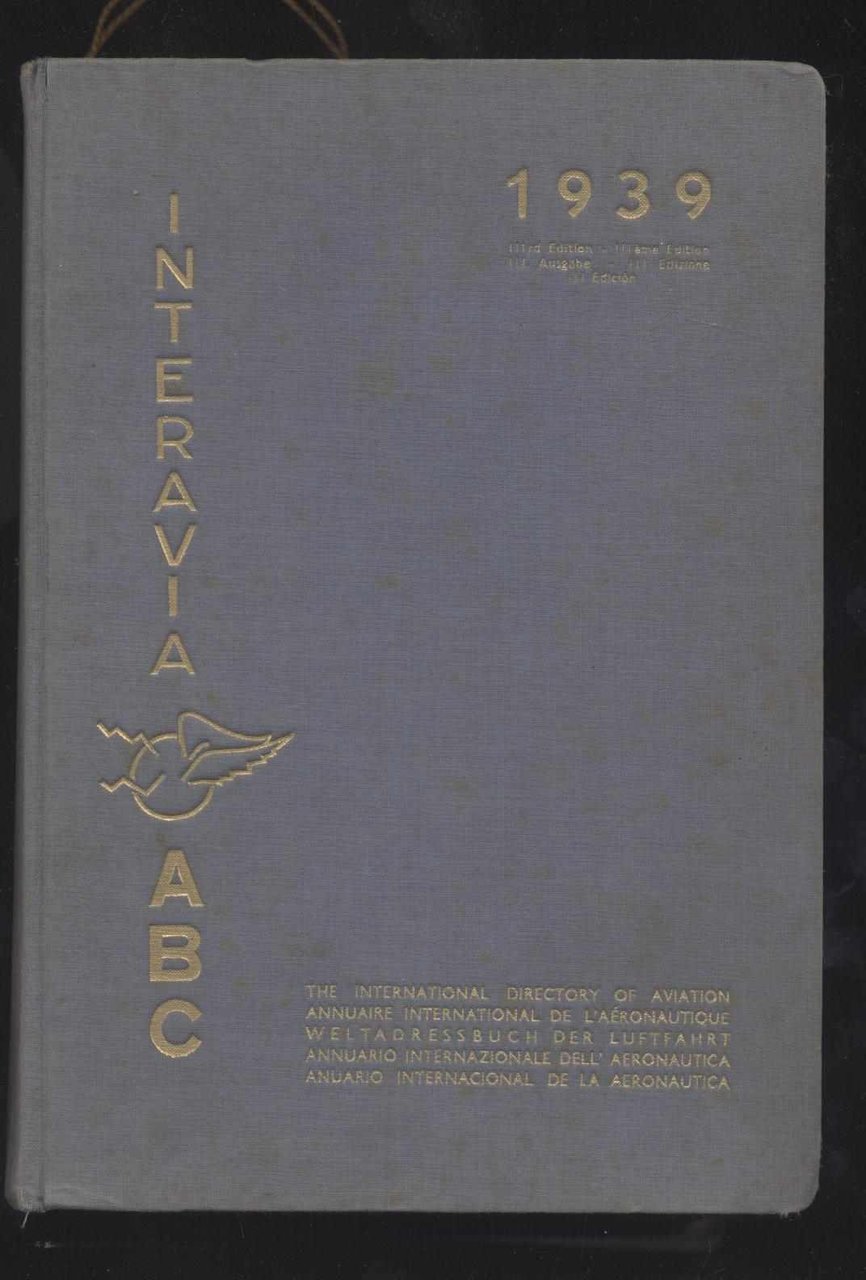 INTERAVIA
ABC
1939
IIIrd Edition - IIIème Edition
III. Ausgabe - III Edizione
III Edición
THE INTERNATIONAL DIRECTORY OF AVIATION
ANNUAIRE INTERNATIONAL DE L'AÉRONAUTIQUE
WELTADRESSBUCH DER LUFTFAHRT
ANNUARIO INTERNAZIONALE DELL' AERONAUTICA
ANUARIO INTERNACIONAL DE LA AERONAUTICA